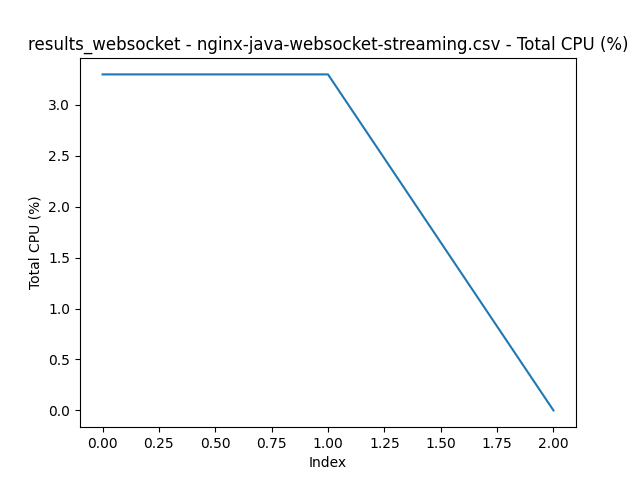 results_websocket - nginx-java-websocket-streaming.csv - Total CPU (%)
Total CPU (%)
3.0
2.5
2.0
1.5
1.0
0.5
0.0
0.00 0.25 0.50 0.75 1.00 1.25 1.50 1.75 2.00
Index